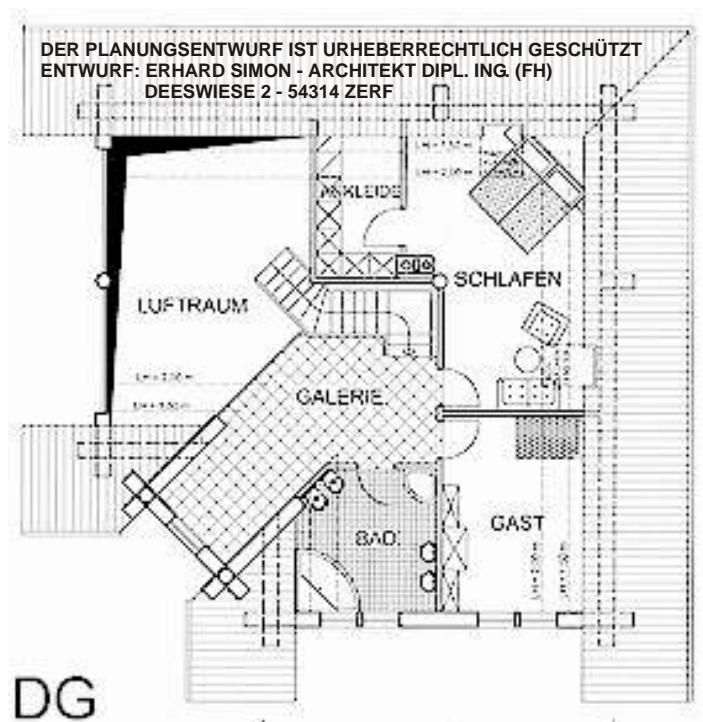 DER PLANUNGSENTWURF IST URHEBERRECHTLICH GESCHÜTZT
ENTWURF: ERHARD SIMON - ARCHITEKT DIPL. ING. (FH)
DEESWIESE 2 - 54314 ZERF
ANKLEIDE
SCHLAFEN
LUFTRAUM
GALERIE
GAST
BAD
DG